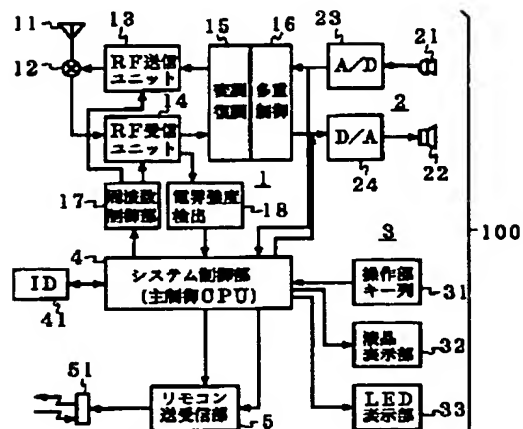 11
12
13
RF送信
ユニット
14
RF受信
ユニット
15
変調
復調
16
多重
制御
23
A/D
21
2
D/A
24
22
17
周波数
制御部
1
電界強度
検出
18
3
100
4
システム制御部
(主制御CPU)
ID
41
操作部
キー列
31
液晶
表示部
32
LED
表示部
33
51
リモコン
送受信部
5